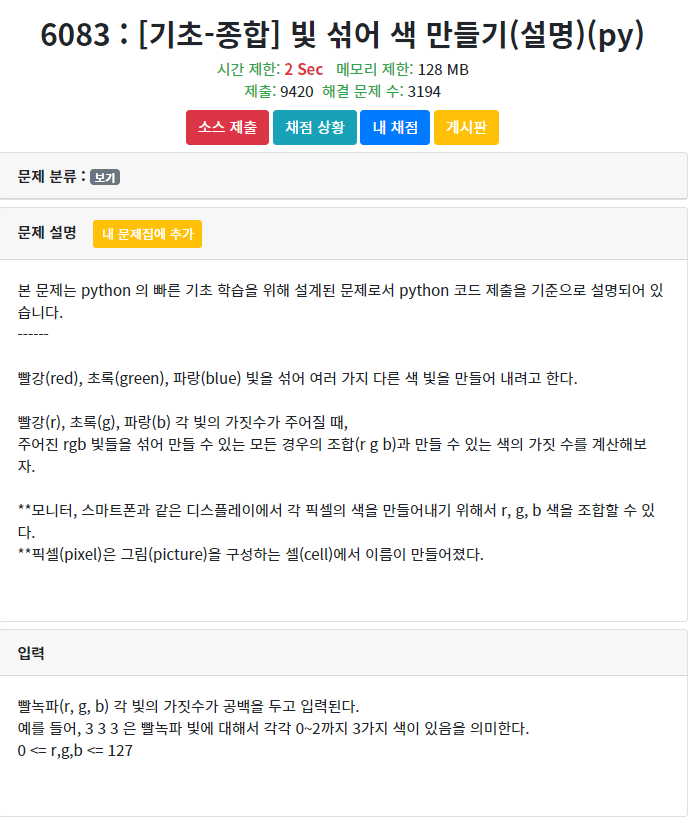 6083 : [기초-종합] 빛 섞어 색 만들기(설명)(py)
시간 제한: 2 Sec 메모리 제한: 128 MB
제출: 9420 해결 문제 수: 3194
소스 제출 채점 상황 내 채점 게시판
문제 분류 : 보기
문제 설명 내 문제집에 추가
본 문제는 python 의 빠른 기초 학습을 위해 설계된 문제로서 python 코드 제출을 기준으로 설명되어 있
습니다.
------
빨강(red), 초록(green), 파랑(blue) 빛을 섞어 여러 가지 다른 색 빛을 만들어 내려고 한다.
빨강(r), 초록(g), 파랑(b) 각 빛의 가짓수가 주어질 때,
주어진 rgb 빛들을 섞어 만들 수 있는 모든 경우의 조합(r g b)과 만들 수 있는 색의 가짓 수를 계산해보
자.
**모니터, 스마트폰과 같은 디스플레이에서 각 픽셀의 색을 만들어내기 위해서 r, g, b 색을 조합할 수 있
다.
**픽셀(pixel)은 그림(picture)을 구성하는 셀(cell)에서 이름이 만들어졌다.
입력
빨녹파(r, g, b) 각 빛의 가짓수가 공백을 두고 입력된다.
예를 들어, 3 3 3 은 빨녹파 빛에 대해서 각각 0~2까지 3가지 색이 있음을 의미한다.
0 <= r,g,b <= 127